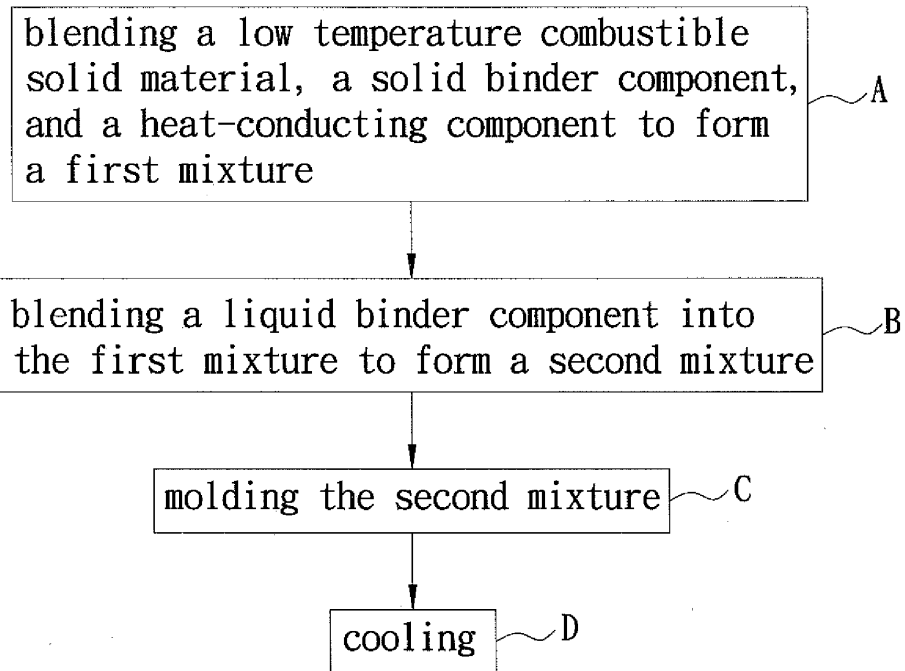 blending a low temperature combustible
solid material, a solid binder component,
and a heat-conducting component to form
a first mixture
A
blending a liquid binder component into
the first mixture to form a second mixture
B
molding the second mixture
C
cooling
D